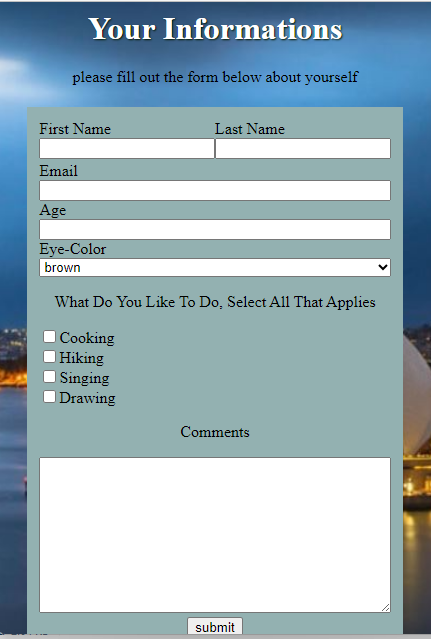 Your Informations
please fill out the form below about yourself
First Name Last Name
Email
Age
Eye-Color
brown
What Do You Like To Do, Select All That Applies
Cooking
Hiking
Singing
Drawing
Comments
submit